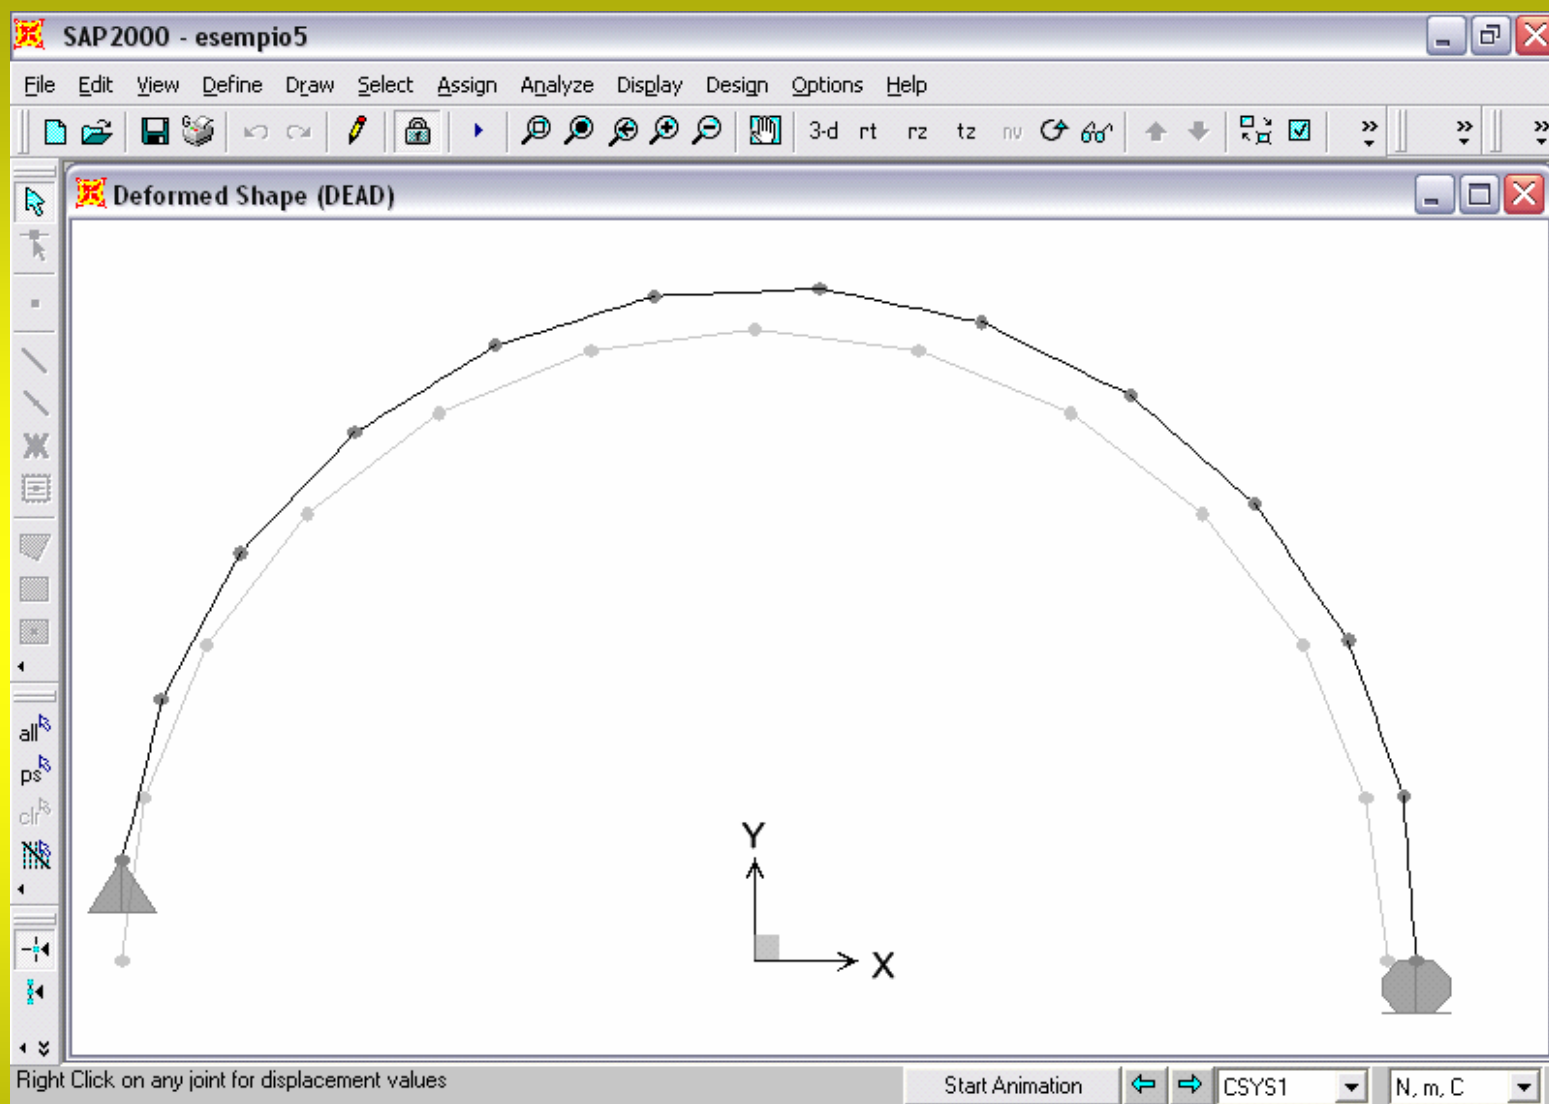 SAP2000 - esempio5
File Edit View Define Draw Select Assign Analyze Display Design Options Help
3-d rt rz tz nv
Deformed Shape (DEAD)
all
ps
clr
Y
X
Right Click on any joint for displacement values
Start Animation
CSYS1
N, m, C